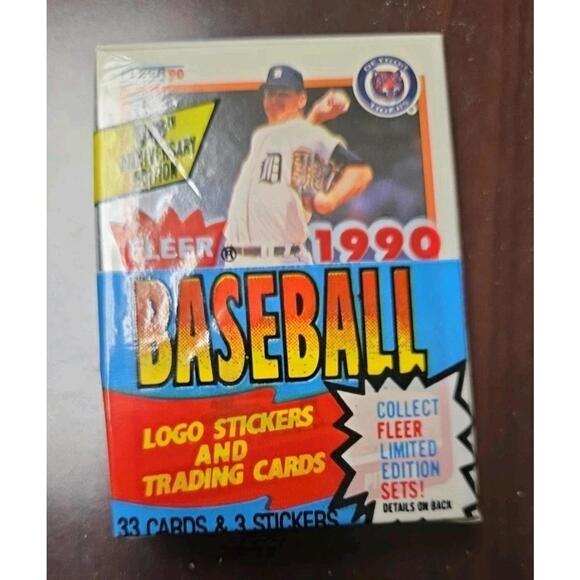 FLEER 90
DETROIT
TIGERS
ANNIVERSARY
EDITION
D
FLEER®
1990
BASEBALL
LOGO STICKERS
AND
TRADING CARDS
COLLECT
FLEER
LIMITED
EDITION
SETS!
DETAILS ON BACK
33 CARDS & 3 STICKERS